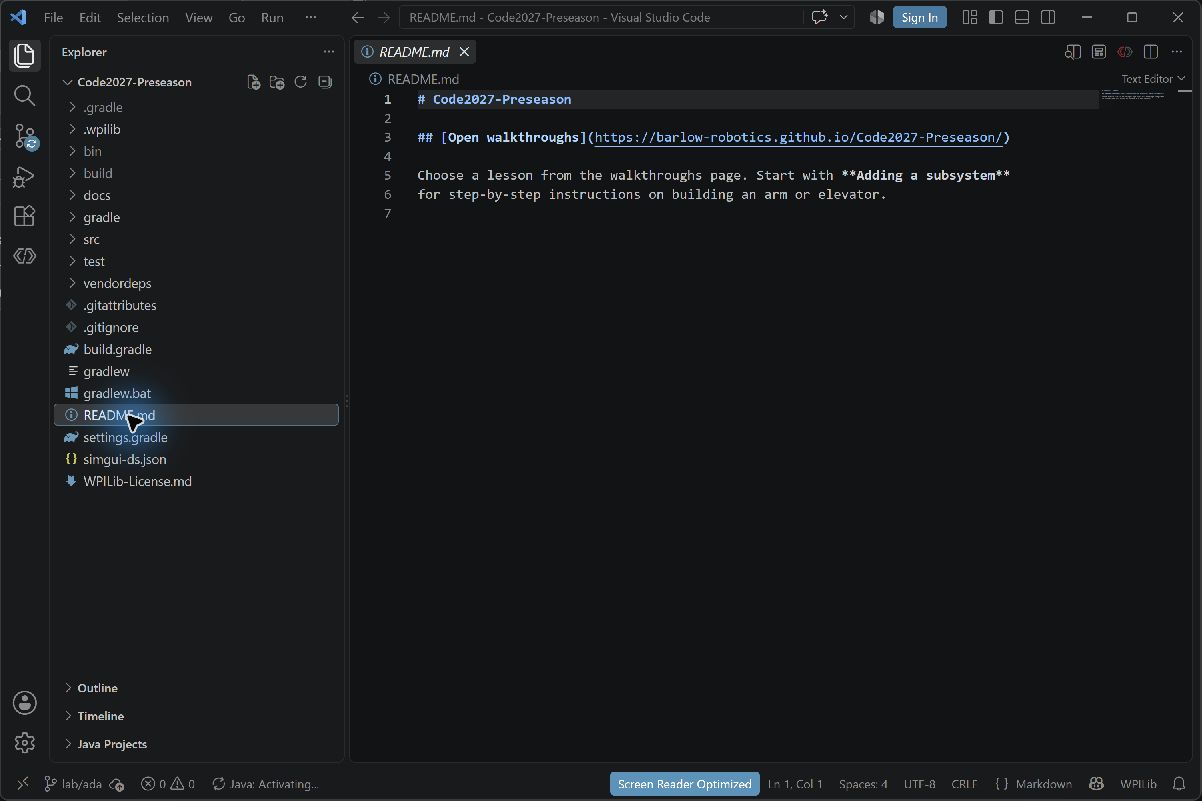 File Edit Selection View Go Run ··· README.md - Code2027-Preseason - Visual Studio Code Sign In
Explorer ···
Code2027-Preseason
.gradle
.wpilib
bin
build
docs
gradle
src
test
vendordeps
.gitattributes
.gitignore
build.gradle
gradlew
gradlew.bat
README.md
settings.gradle
{} simgui-ds.json
WPILib-License.md
Outline
Timeline
Java Projects
README.md
README.md
Text Editor
1 # Code2027-Preseason
2
3 ## [Open walkthroughs](https://barlow-robotics.github.io/Code2027-Preseason/)
4
5 Choose a lesson from the walkthroughs page. Start with **Adding a subsystem**
6 for step-by-step instructions on building an arm or elevator.
7
lab/ada 0 0 Java: Activating... Screen Reader Optimized Ln 1, Col 1 Spaces: 4 UTF-8 CRLF {} Markdown WPILib